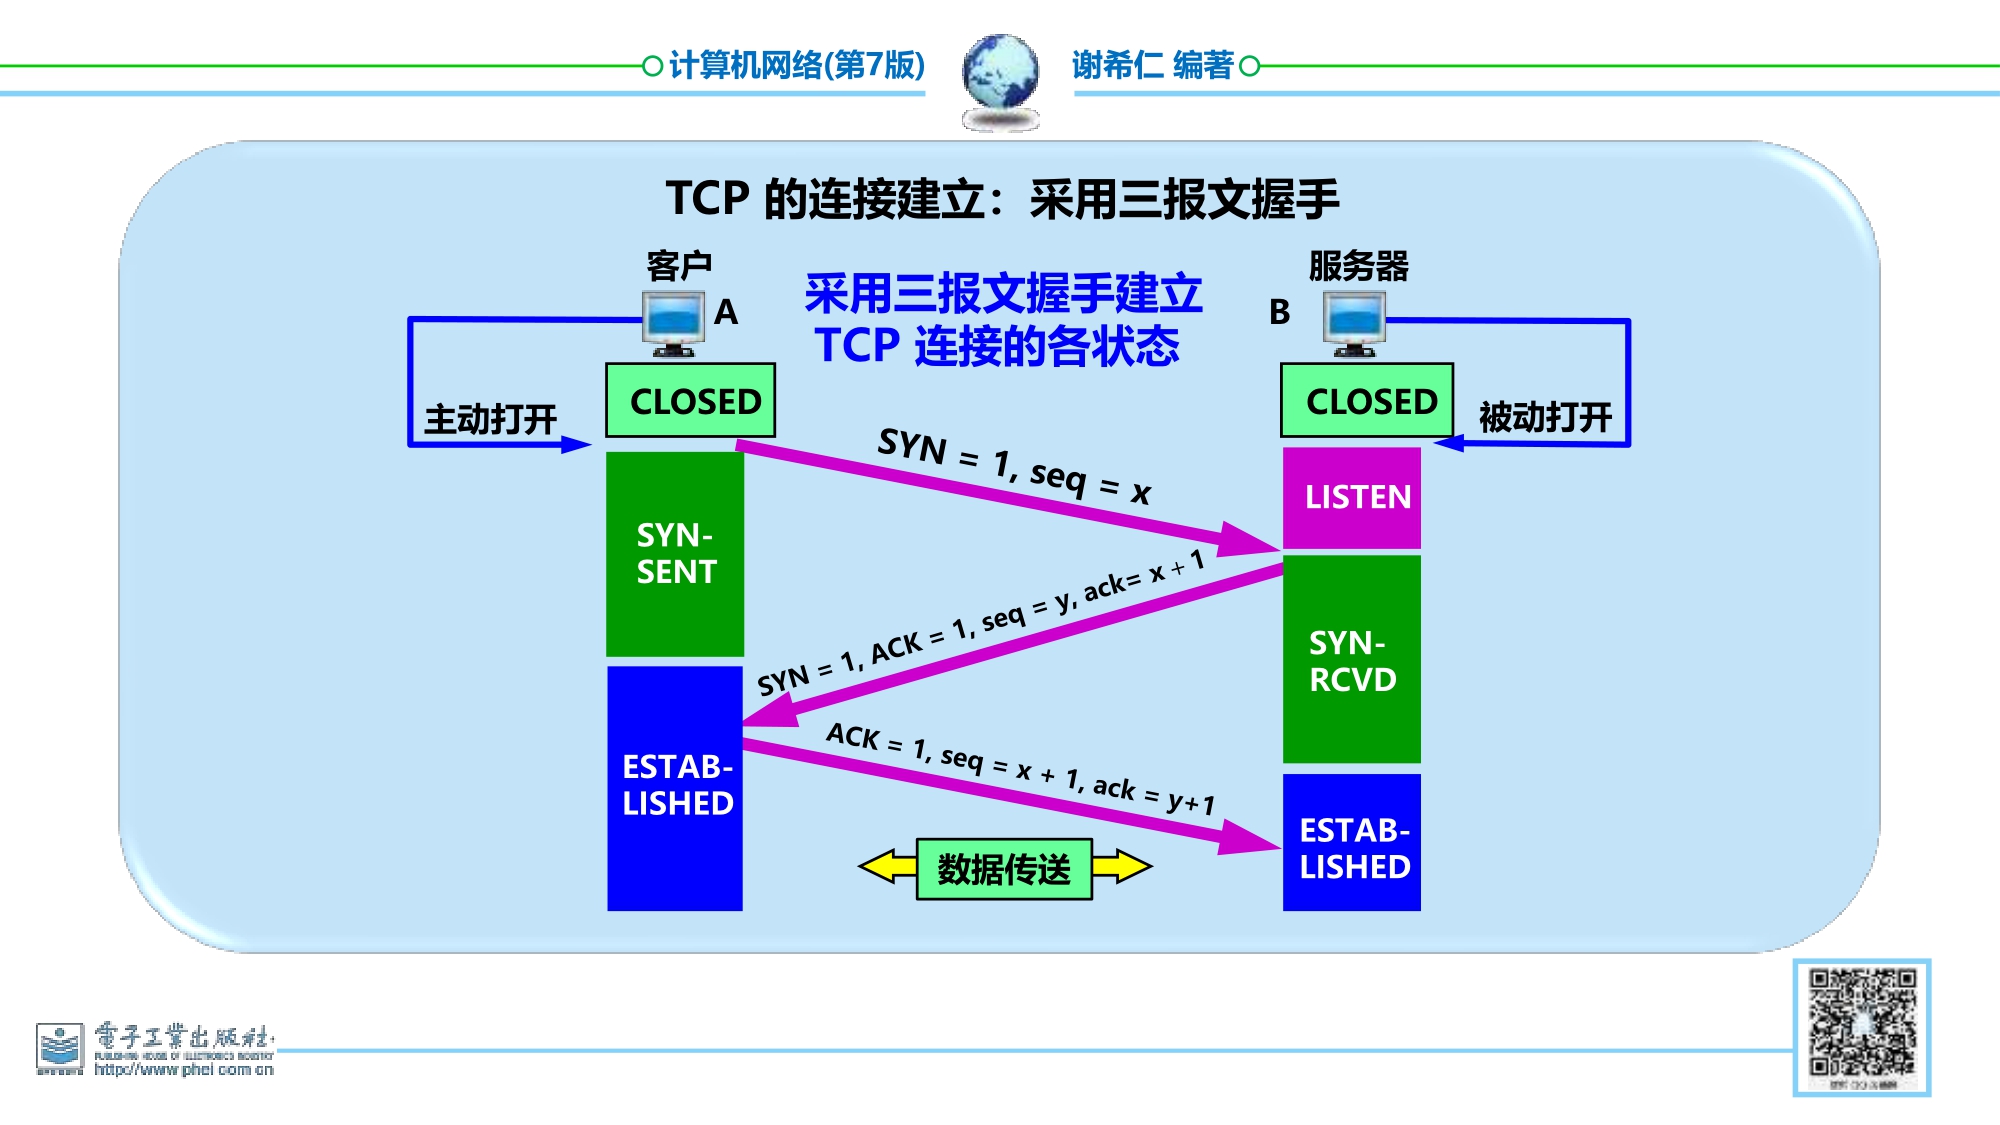 计算机网络(第7版)
谢希仁 编著
TCP 的连接建立：采用三报文握手
客户
服务器
采用三报文握手建立
TCP 连接的各状态
A
B
CLOSED
CLOSED
主动打开
被动打开
SYN = 1, seq = x
LISTEN
SYN-
SENT
SYN = 1, ACK = 1, seq = y, ack= x + 1
SYN-
RCVD
ACK = 1, seq = x + 1, ack = y+1
ESTAB-
LISHED
ESTAB-
LISHED
数据传送
電子工業出版社
PUBLISHING HOUSE OF ELECTRONICS INDUSTRY
http://www.phei.com.cn